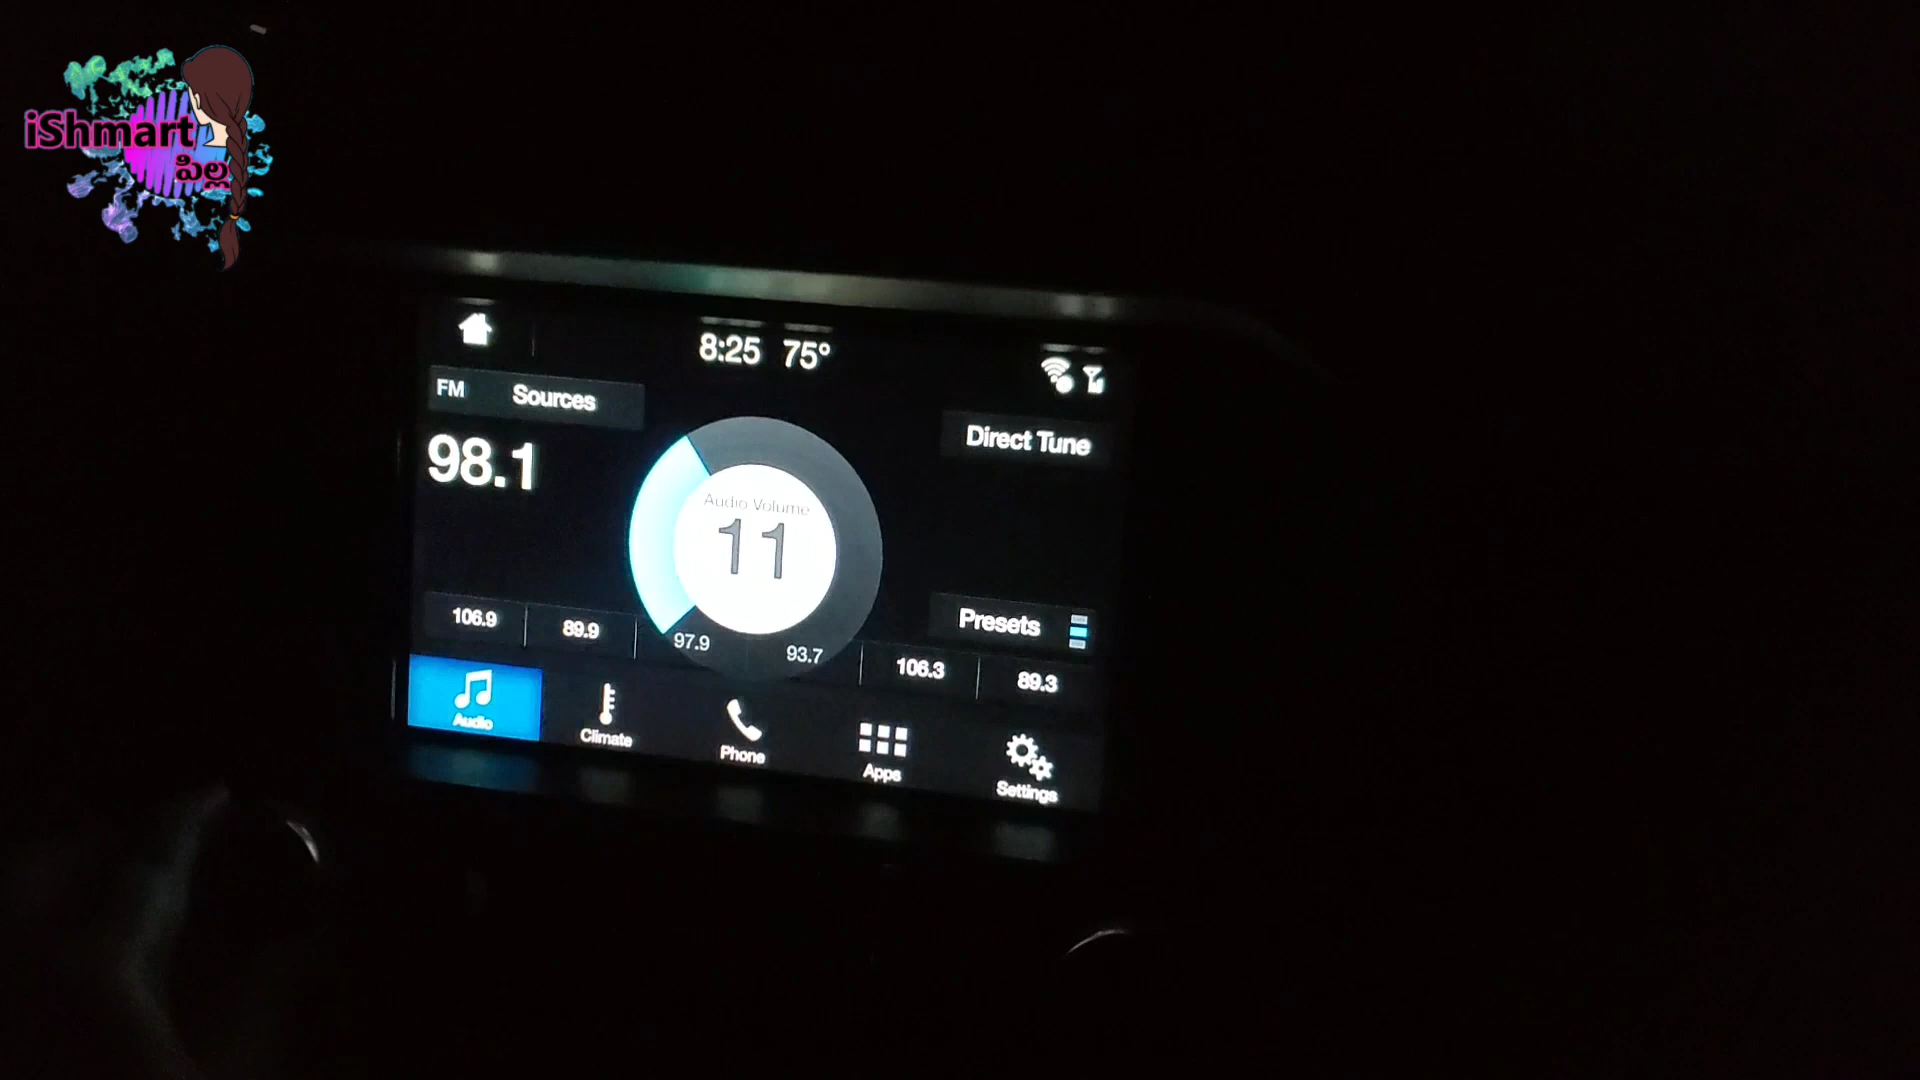 iShmart
పిల్ల
8:25 75°
FM Sources
Direct Tune
98.1
Audio Volume
11
Presets
106.9 89.9 97.9 93.7 106.3 89.3
Audio Climate Phone Apps Settings